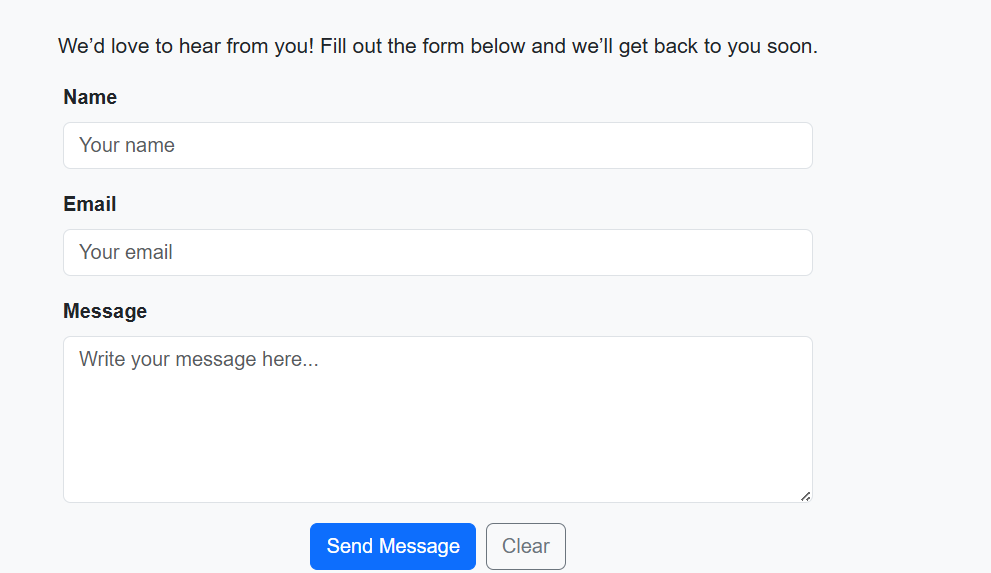 We’d love to hear from you! Fill out the form below and we’ll get back to you soon.
Name
Your name
Email
Your email
Message
Write your message here...
Send Message Clear